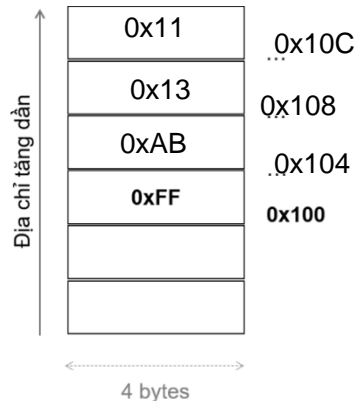 0x11
...0x10C
0x13
0x108
...
0xAB
...0x104
0xFF
0x100
Địa chỉ tăng dần
4 bytes